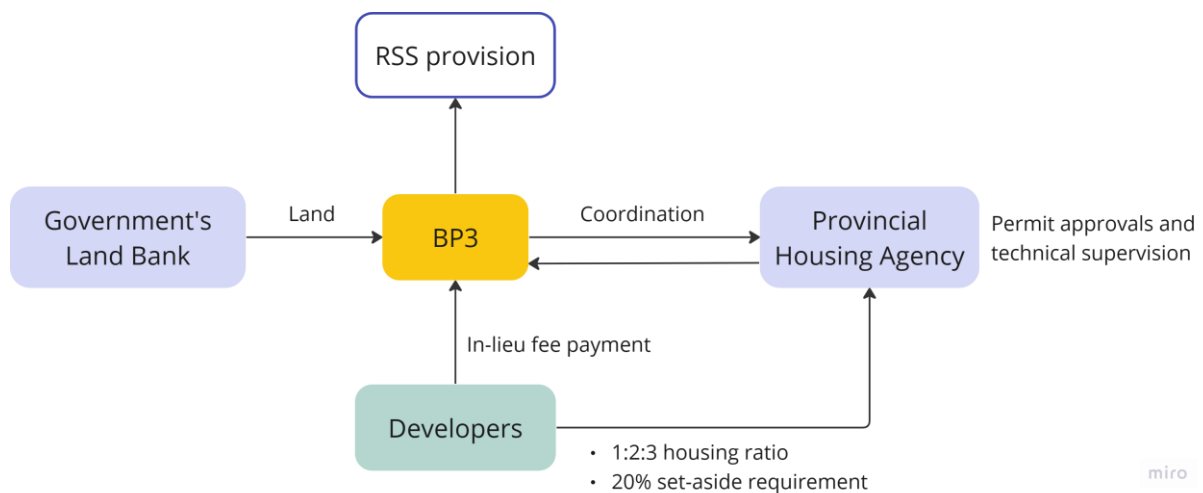 RSS provision
Government's
Land Bank
Land
BP3
Coordination
Provincial
Housing Agency
Permit approvals and
technical supervision
In-lieu fee payment
Developers
• 1:2:3 housing ratio
• 20% set-aside requirement
miro